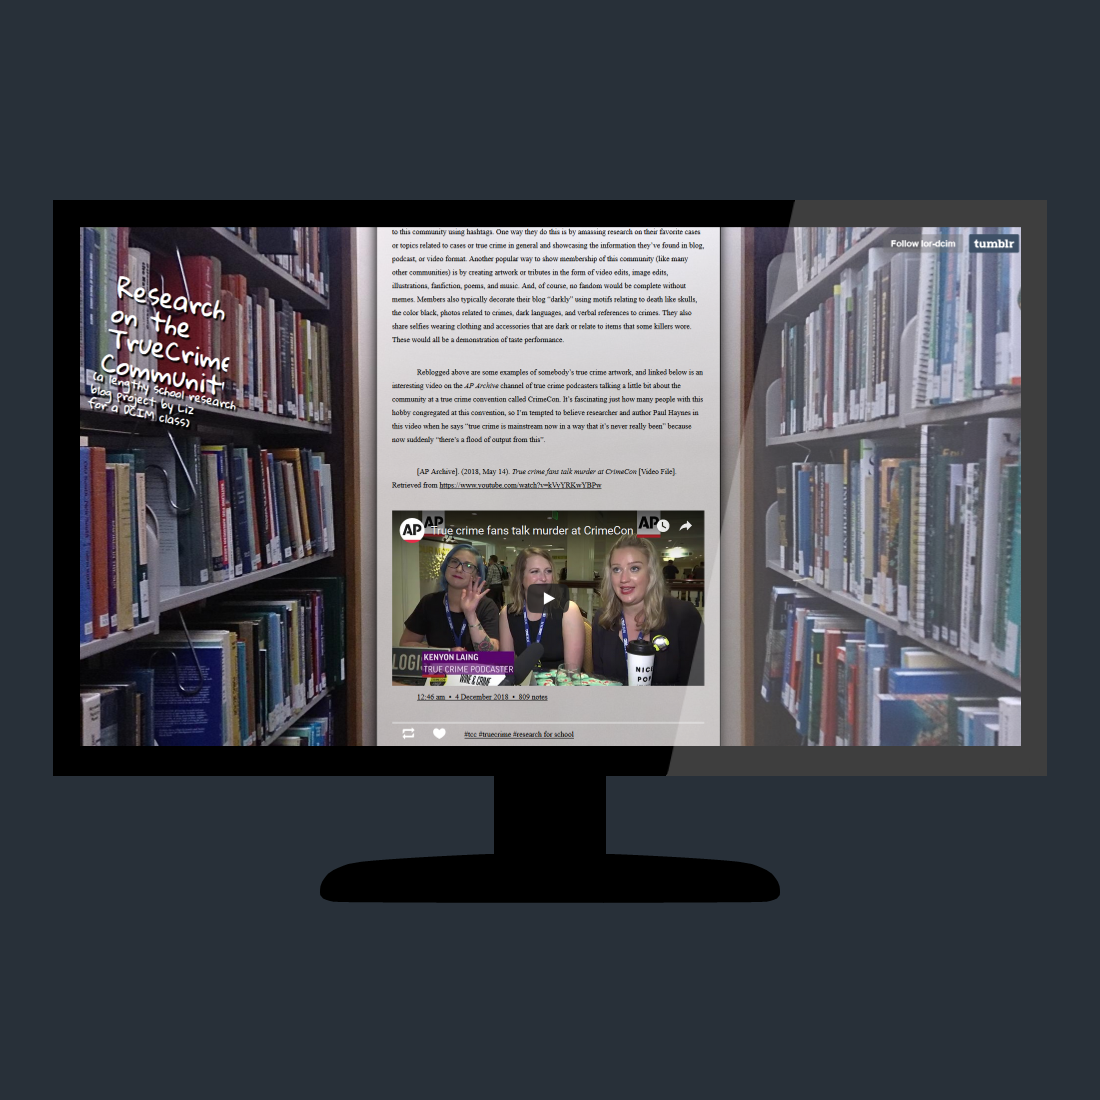 Follow lor-dcim tumblr
Research
on the
TrueCrime
Communit
(a lengthy school research
blog project by Liz
for a DCIM class)
to this community using hashtags. One way they do this is by amassing research on their favorite cases
or topics related to cases or true crime in general and showcasing the information they've found in blog,
podcast, or video format. Another popular way to show membership of this community (like many
other communities) is by creating artwork or tributes in the form of video edits, image edits,
illustrations, fanfiction, poems, and music. And, of course, no fandom would be complete without
memes. Members also typically decorate their blog “darkly” using motifs relating to death like skulls,
the color black, photos related to crimes, dark languages, and verbal references to crimes. They also
share selfies wearing clothing and accessories that are dark or relate to items that some killers wore.
These would all be a demonstration of taste performance.
Reblogged above are some examples of somebody's true crime artwork, and linked below is an
interesting video on the AP Archive channel of true crime podcasters talking a little bit about the
community at a true crime convention called CrimeCon. It's fascinating just how many people with this
hobby congregated at this convention, so I'm tempted to believe researcher and author Paul Haynes in
this video when he says “true crime is mainstream now in a way that it's never really been” because
now suddenly “there's a flood of output from this”.
[AP Archive]. (2018, May 14). True crime fans talk murder at CrimeCon [Video File].
Retrieved from https://www.youtube.com/watch?v=kVvYRKwYBPw
AP AP True crime fans talk murder at CrimeCon AP
KENYON LAING
TRUE CRIME PODCASTER
LOGI
WINE & CRIME
NICE
PO
12:46 am • 4 December 2018 • 809 notes
#tcc #truecrime #research for school